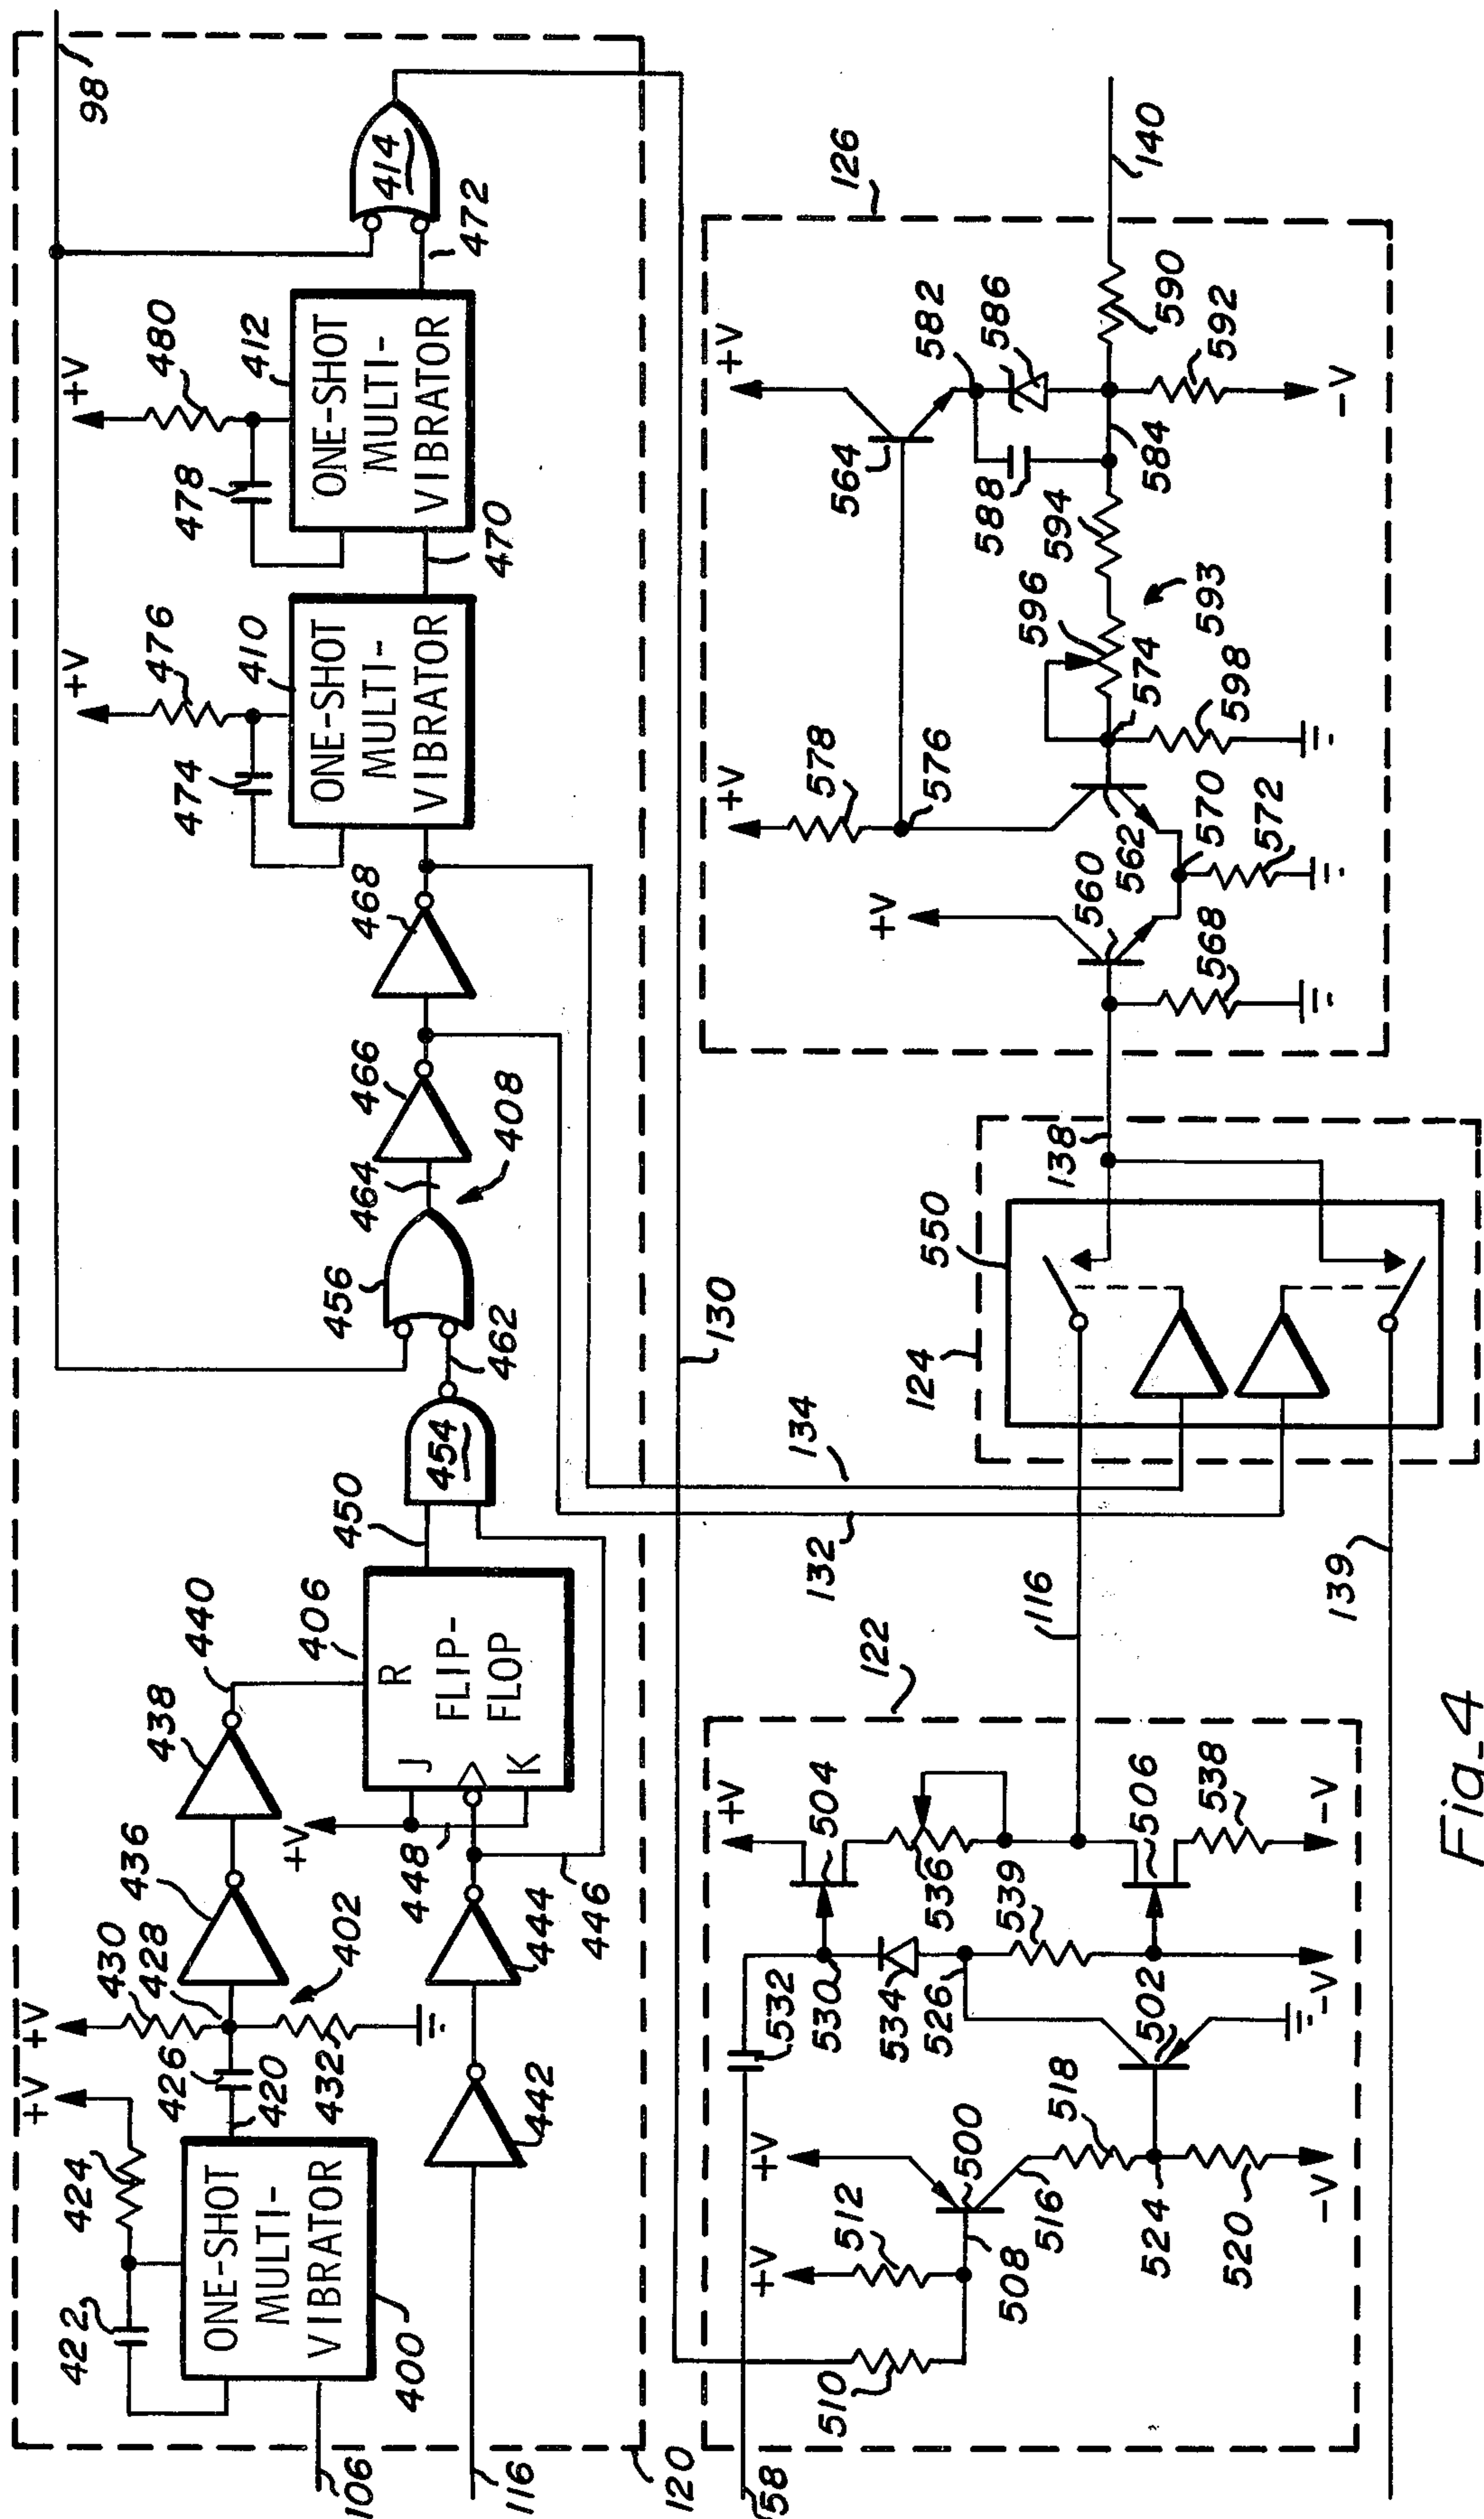 98
+V
480
478
412
ONE-SHOT
MULTI-
VIBRATOR
414
472
470
+V
476
474
410
ONE-SHOT
MULTI-
VIBRATOR
468
466
464
408
456
462
454
450
440
406
R
J
K
FLIP-
FLOP
438
436
+V
448
446
444
430
428
+V
402
426
420
432
442
+V
424
422
ONE-SHOT
MULTI-
VIBRATOR
400
106
116
120
130
126
140
+V
582
586
564
588
590
592
-V
584
594
596
593
574
598
+V
578
576
570
572
562
560
+V
568
138
550
124
134
132
116
139
122
+V
504
506
538
-V
536
539
532
530
534
526
502
-V
518
500
+V
516
524
520
-V
512
+V
508
510
58
Fig_4